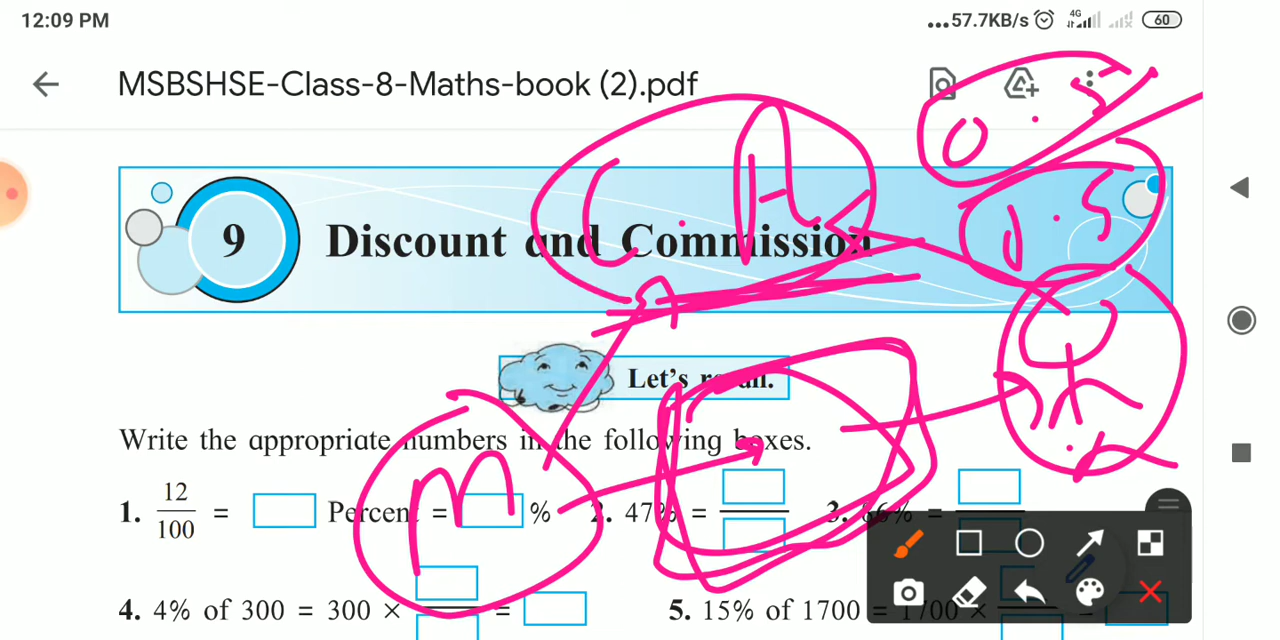 12:09 PM ...57.7KB/s 4G 60
MSBSHSE-Class-8-Maths-book (2).pdf
9 Discount and Commission
Let's recall.
Write the appropriate numbers in the following boxes.
1. 12/100 = Percent = % 2. 47% = 3. 86% =
4. 4% of 300 = 300 × = 5. 15% of 1700 = 1700 × =